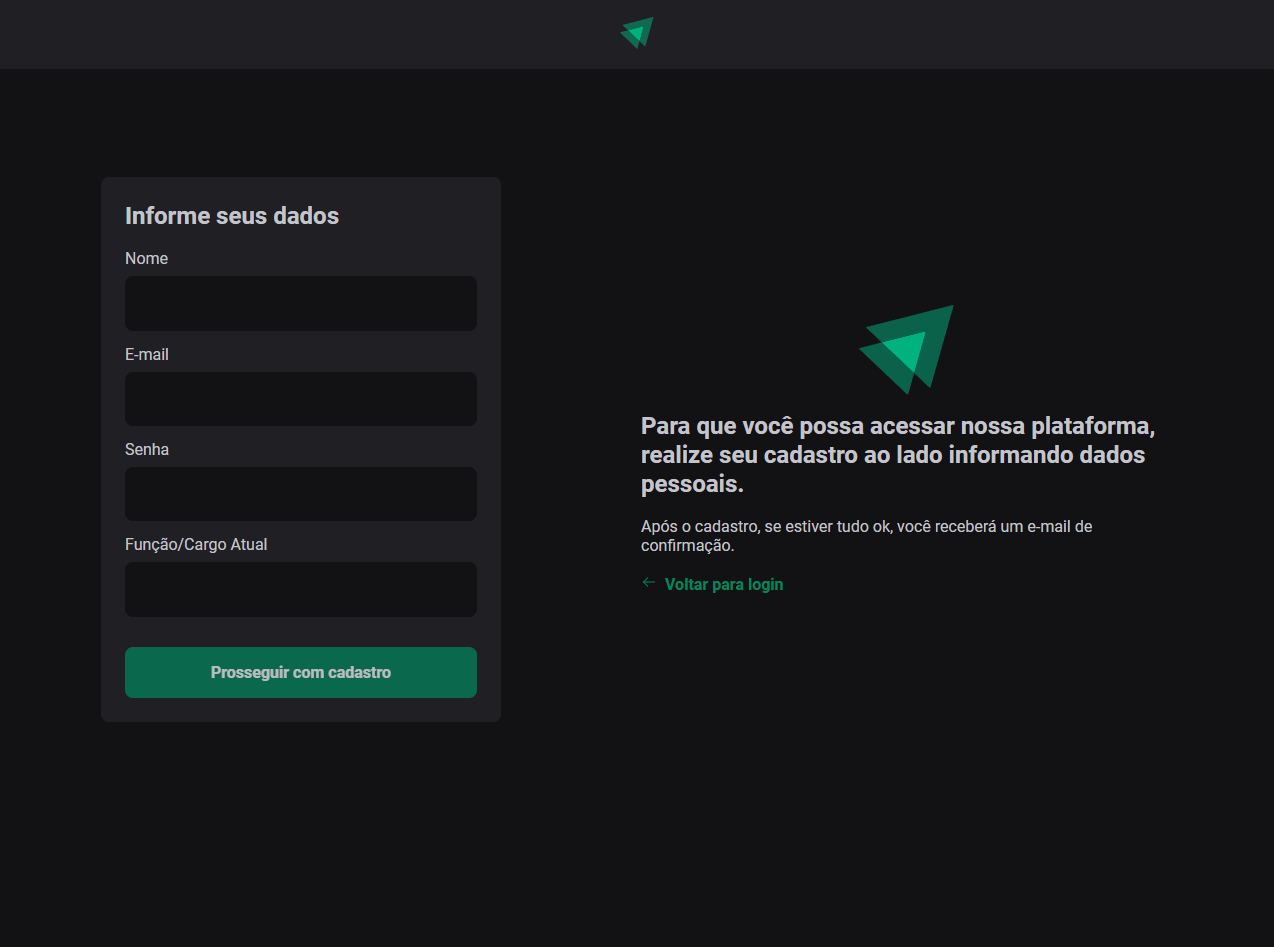 Informe seus dados
Nome
E-mail
Senha
Função/Cargo Atual
Prosseguir com cadastro
Para que você possa acessar nossa plataforma,
realize seu cadastro ao lado informando dados
pessoais.
Após o cadastro, se estiver tudo ok, você receberá um e-mail de
confirmação.
Voltar para login